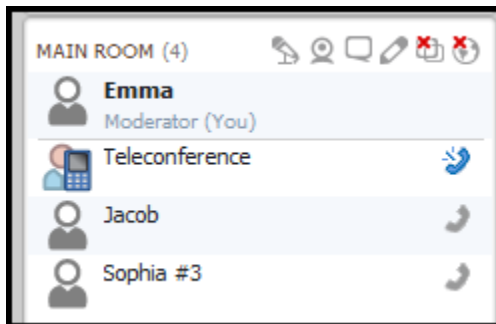 MAIN ROOM (4)
Emma
Moderator (You)
Teleconference
Jacob
Sophia #3